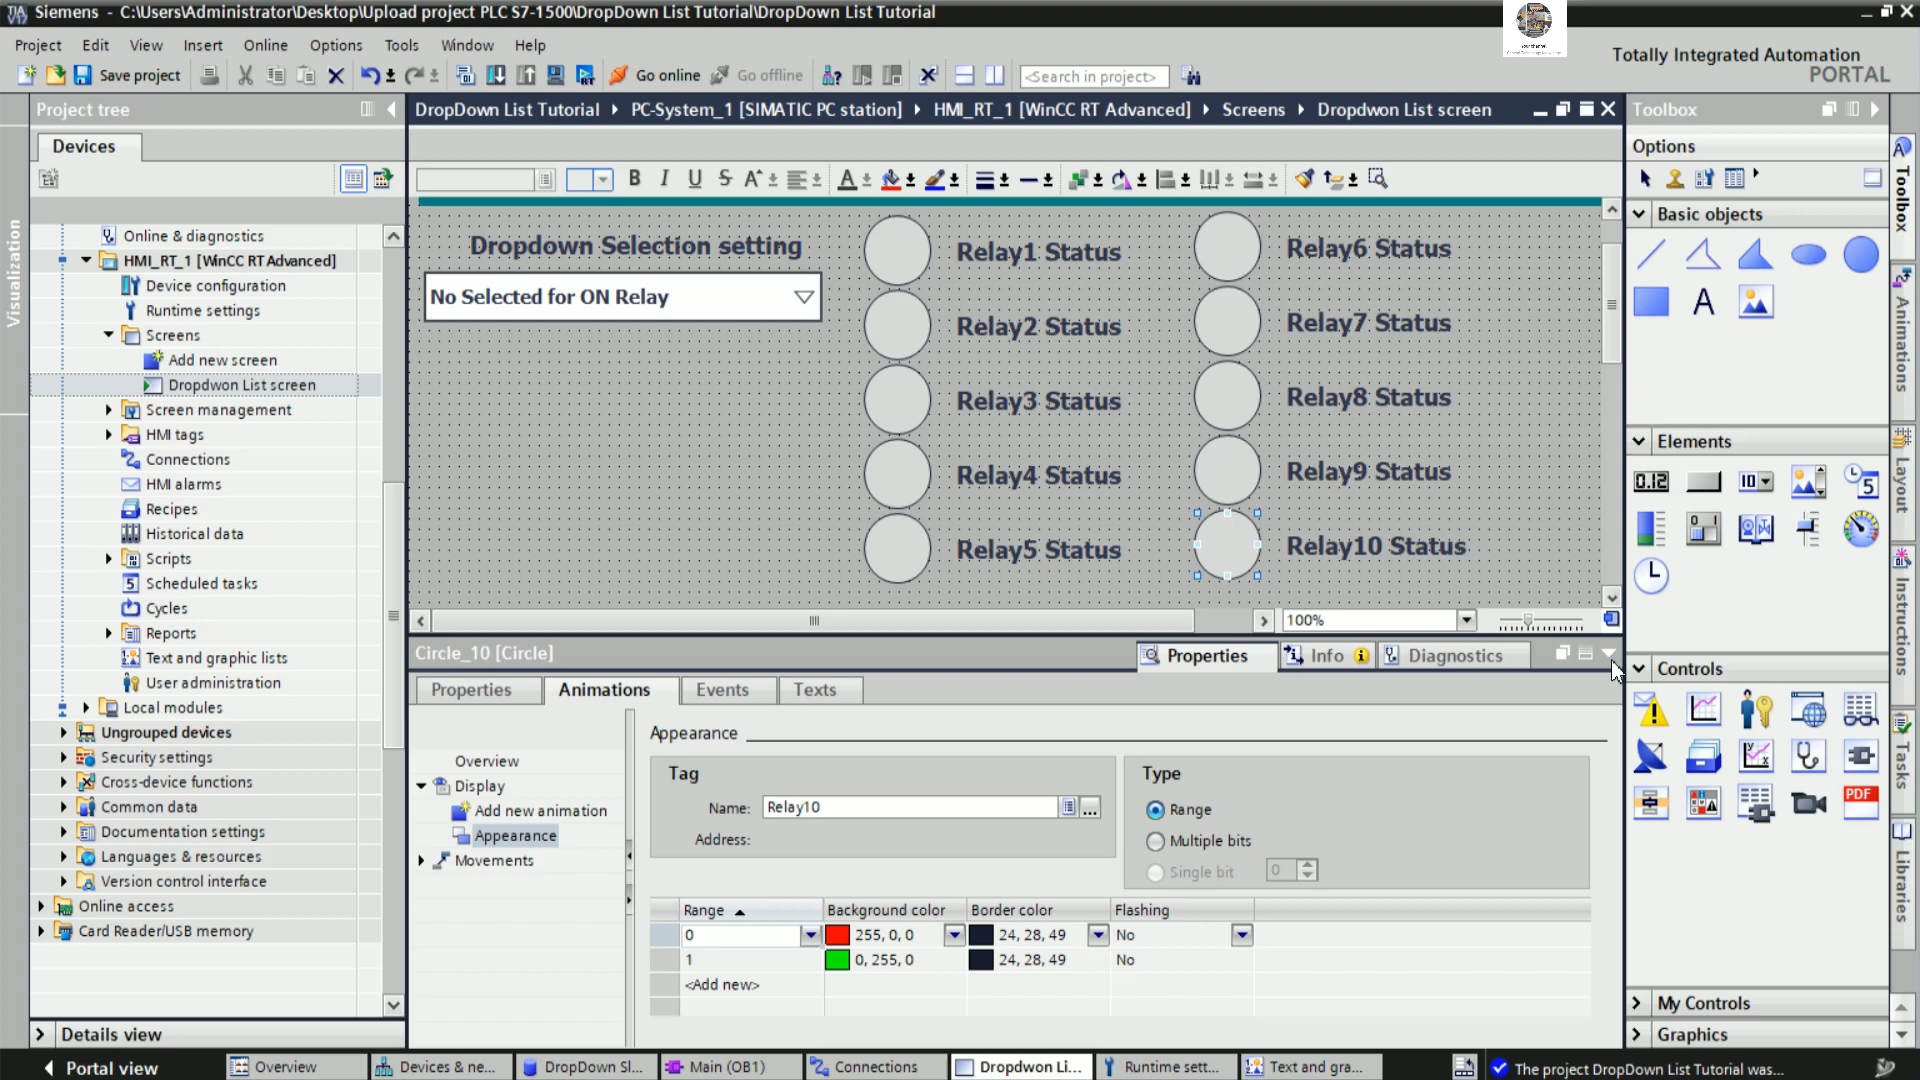 Siemens - C:\Users\Administrator\Desktop\Upload project PLC S7-1500\DropDown List Tutorial\DropDown List Tutorial
Project Edit View Insert Online Options Tools Window Help
Totally Integrated Automation
PORTAL
Save project
Go online
Go offline
<Search in project>
Your channel
Project tree
DropDown List Tutorial
PC-System_1 [SIMATIC PC station]
HMI_RT_1 [WinCC RT Advanced]
Screens
Dropdwon List screen
Toolbox
Devices
Options
Visualization
Online & diagnostics
HMI_RT_1 [WinCC RT Advanced]
Device configuration
Runtime settings
Screens
Add new screen
Dropdwon List screen
Screen management
HMI tags
Connections
HMI alarms
Recipes
Historical data
Scripts
Scheduled tasks
Cycles
Reports
Text and graphic lists
User administration
Local modules
Ungrouped devices
Security settings
Cross-device functions
Common data
Documentation settings
Languages & resources
Version control interface
Online access
Card Reader/USB memory
Details view
B I U S A A
Dropdown Selection setting
No Selected for ON Relay
Relay1 Status
Relay2 Status
Relay3 Status
Relay4 Status
Relay5 Status
Relay6 Status
Relay7 Status
Relay8 Status
Relay9 Status
Relay10 Status
100%
Circle_10 [Circle]
Properties
Info
Diagnostics
Properties
Animations
Events
Texts
Overview
Display
Add new animation
Appearance
Movements
Appearance
Tag
Name: Relay10
Address:
Type
Range
Multiple bits
Single bit 0
Range Background color Border color Flashing
0 255, 0, 0 24, 28, 49 No
1 0, 255, 0 24, 28, 49 No
<Add new>
Basic objects
A
Elements
0.12
10
5
Controls
PDF
My Controls
Graphics
Toolbox
Animations
Layout
Instructions
Tasks
Libraries
Portal view
Overview
Devices & ne...
DropDown Sl...
Main (OB1)
Connections
Dropdwon Li...
Runtime sett...
Text and gra...
The project DropDown List Tutorial was...